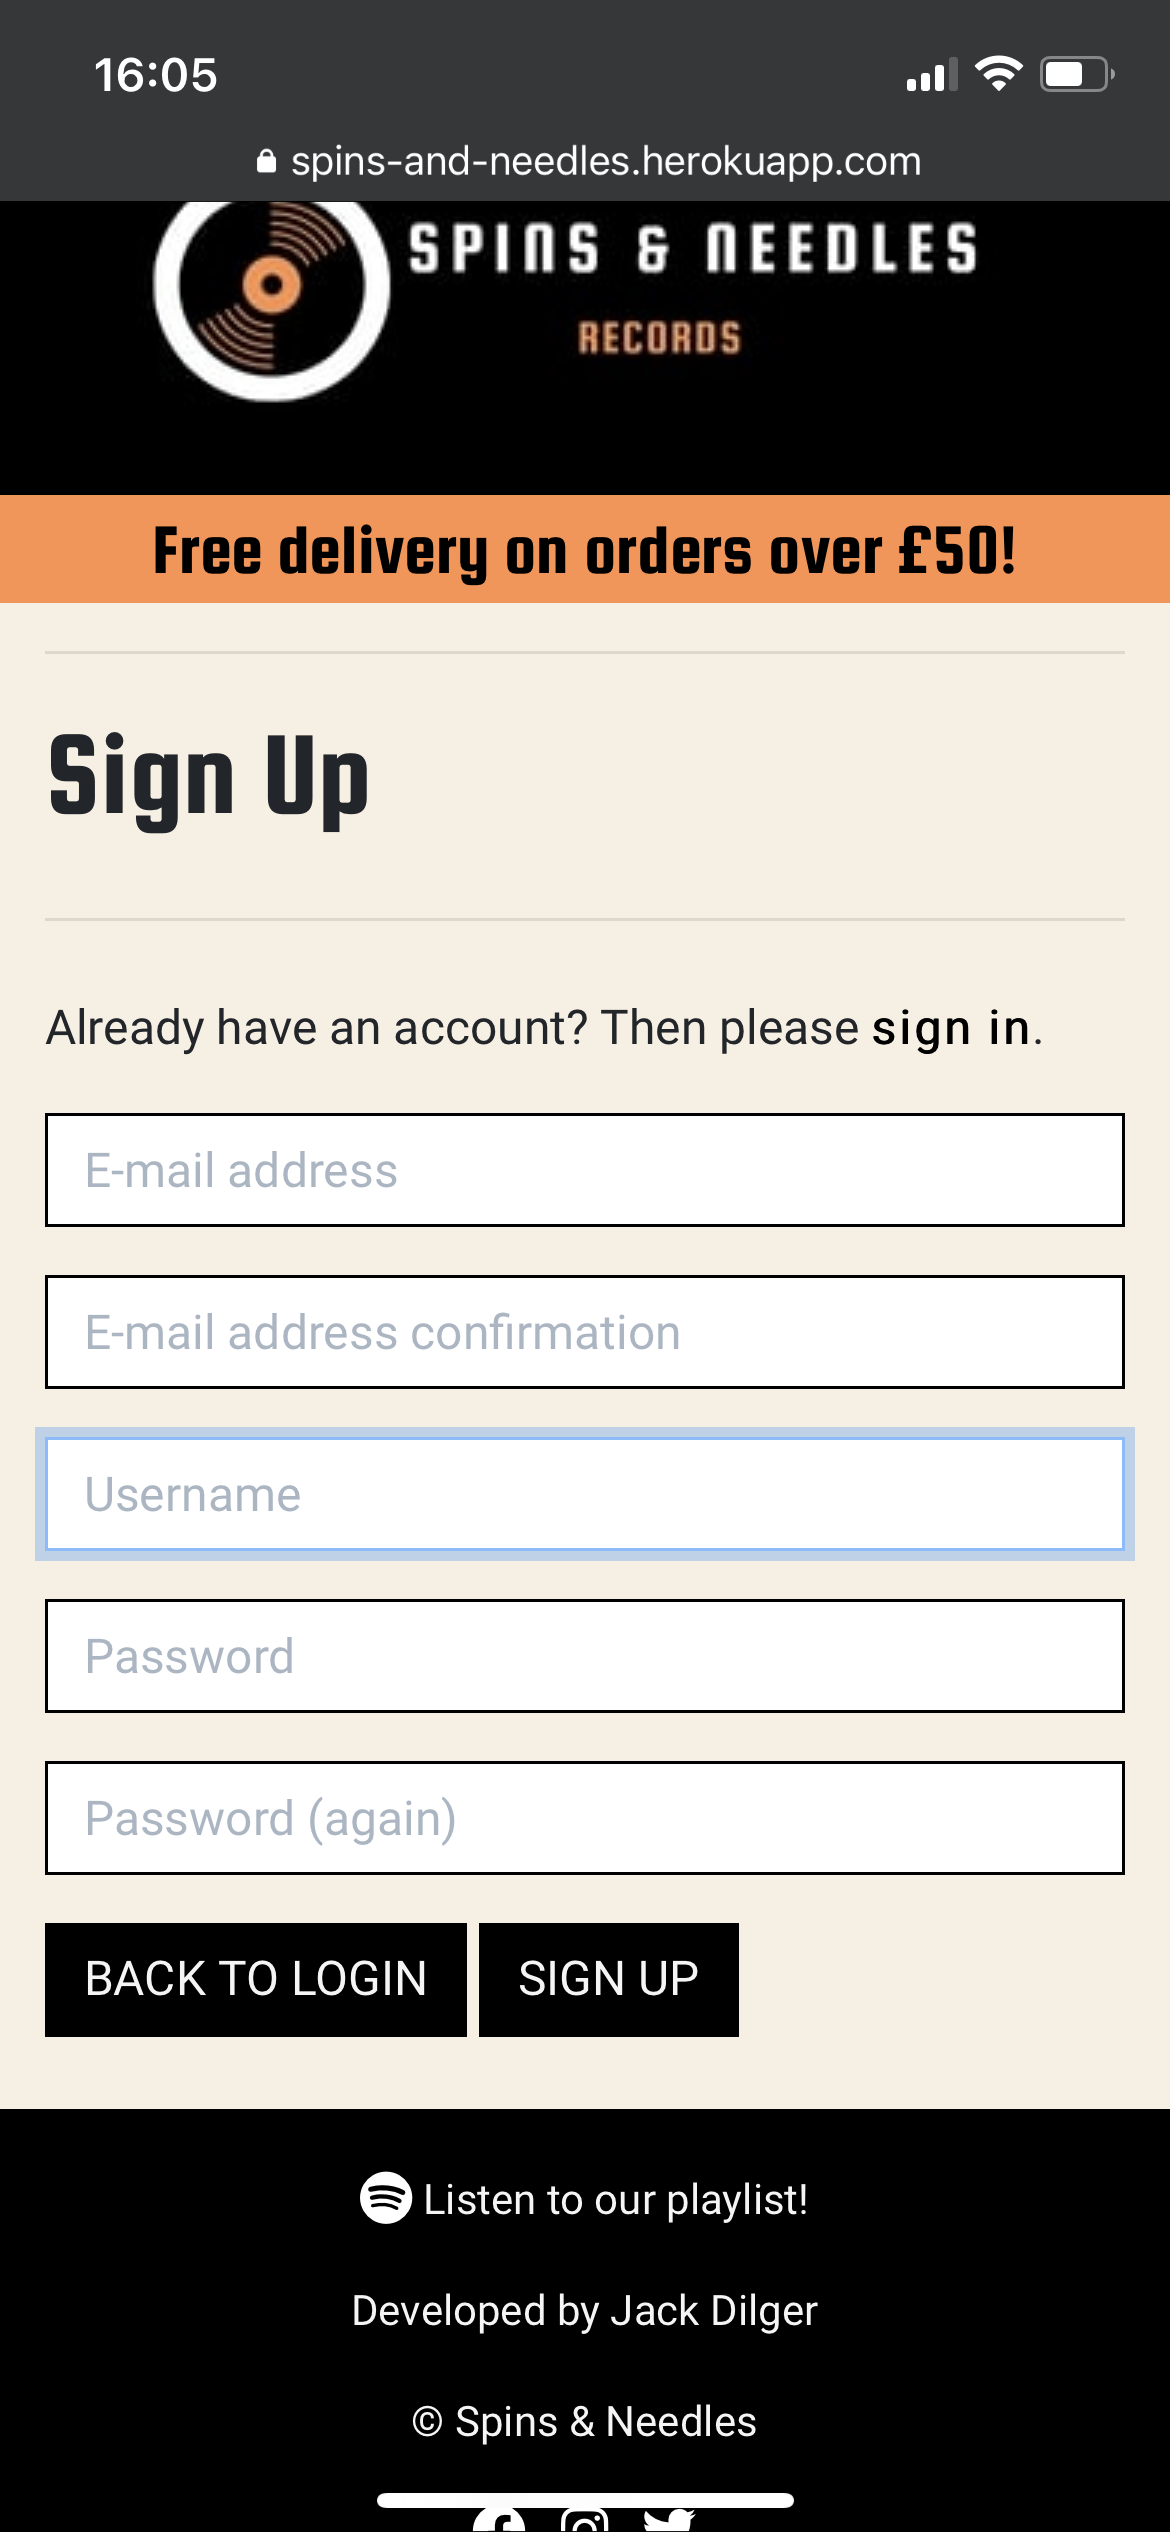 16:05
spins-and-needles.herokuapp.com
SPINS & NEEDLES
RECORDS
Free delivery on orders over £50!
Sign Up
Already have an account? Then please sign in.
E-mail address
E-mail address confirmation
Username
Password
Password (again)
BACK TO LOGIN SIGN UP
Listen to our playlist!
Developed by Jack Dilger
© Spins & Needles